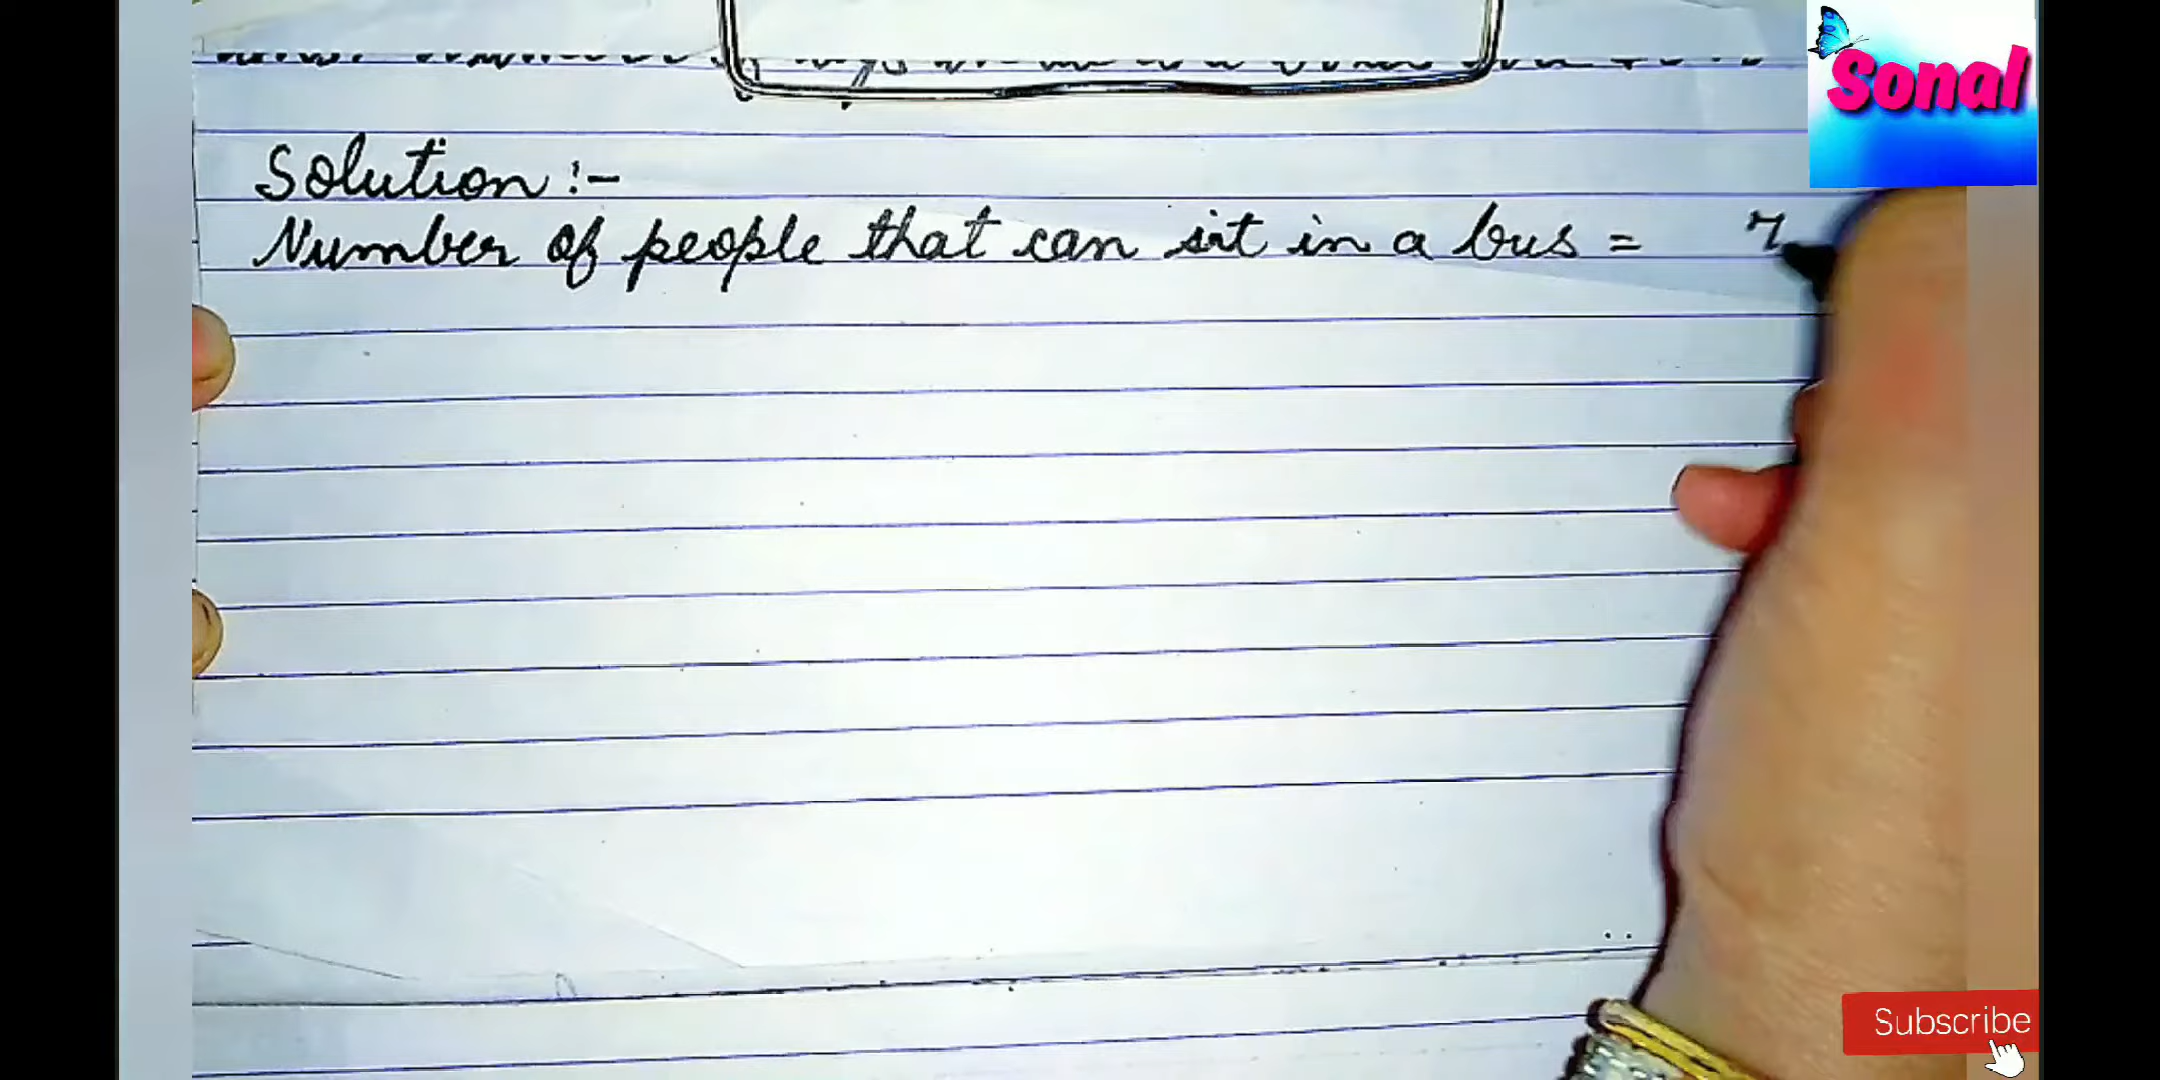 Sonal
Solution :-
Number of people that can sit in a bus = 7
Subscribe